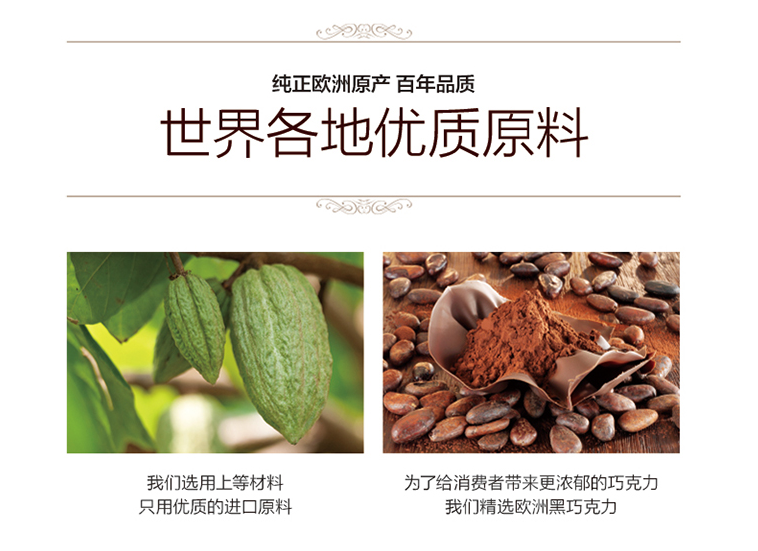 纯正欧洲原产 百年品质
世界各地优质原料
我们选用上等材料
只用优质的进口原料
为了给消费者带来更浓郁的巧克力
我们精选欧洲黑巧克力